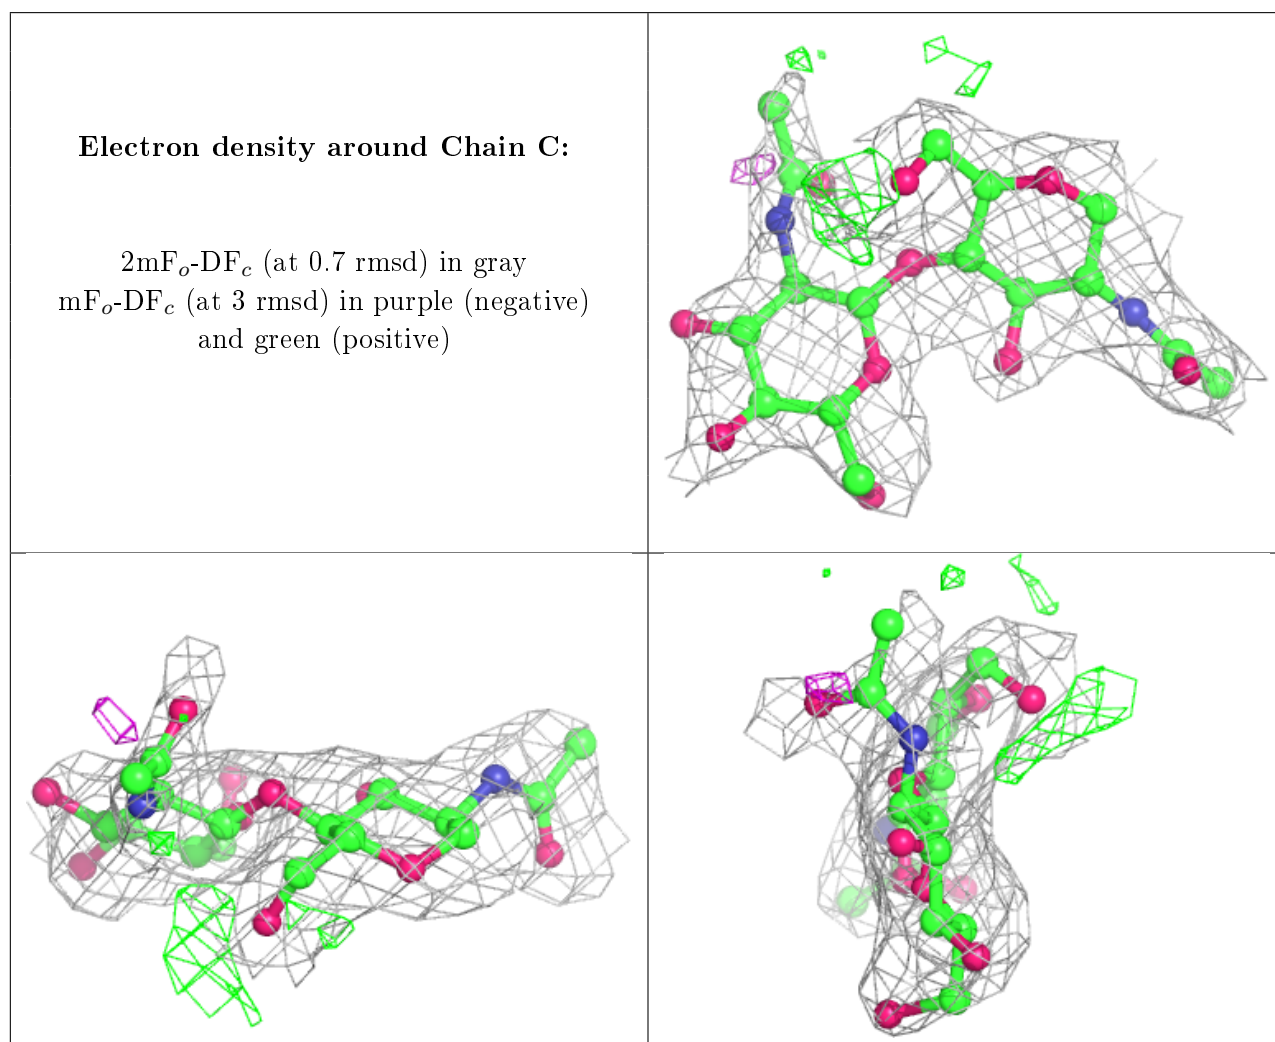 Electron density around Chain C:
2mFₒ-DF𝒸 (at 0.7 rmsd) in gray
mFₒ-DF𝒸 (at 3 rmsd) in purple (negative)
and green (positive)